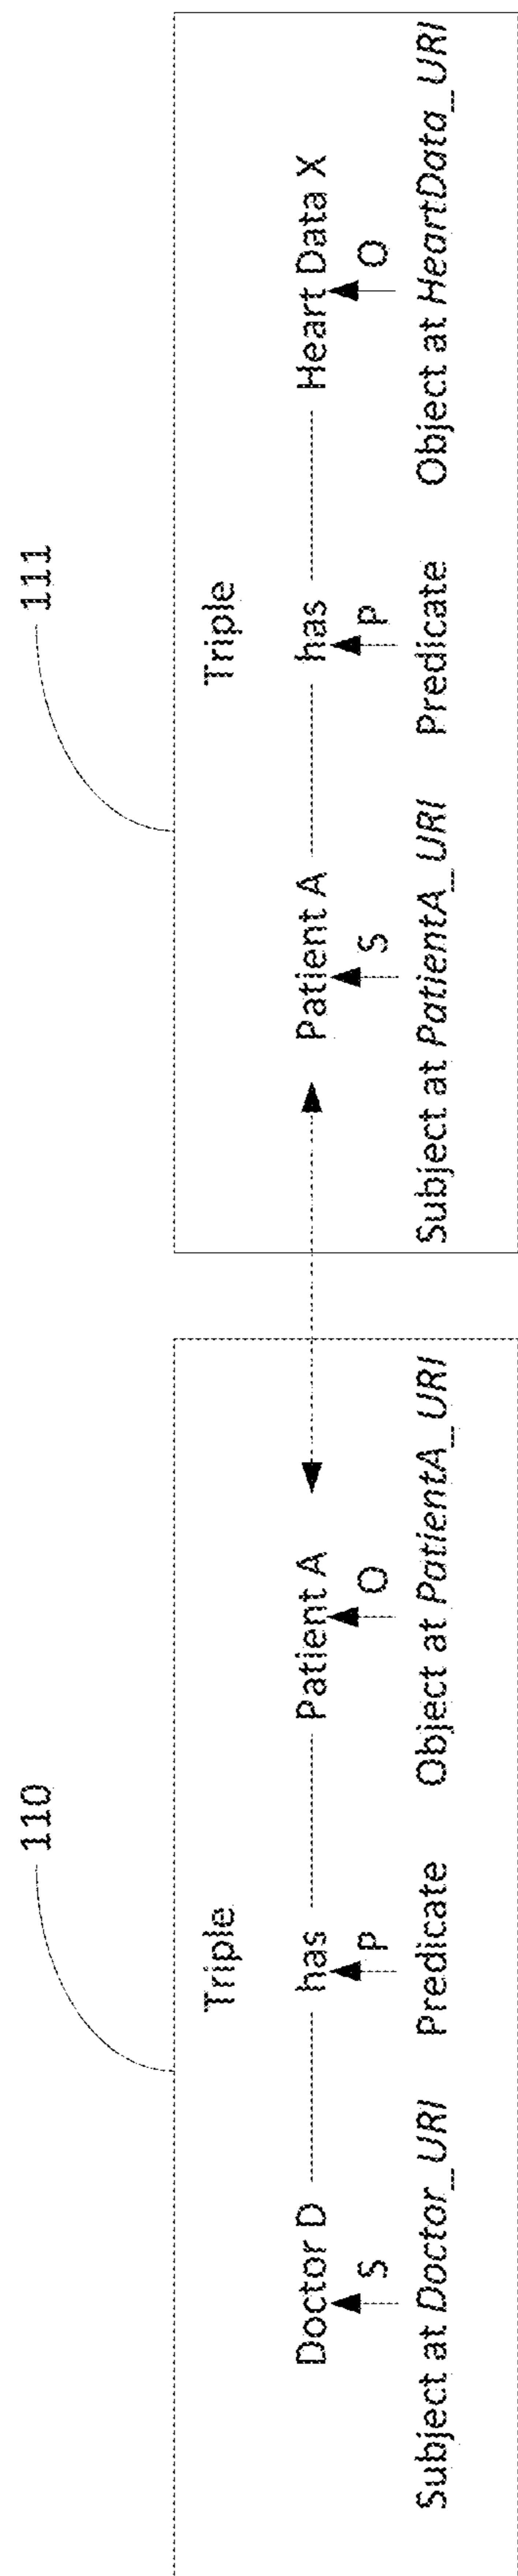 110
Triple
Doctor D has Patient A
S P O
Subject at Doctor_URI Predicate Object at PatientA_URI
111
Triple
Patient A has Heart Data X
S P O
Subject at PatientA_URI Predicate Object at HeartData_URI